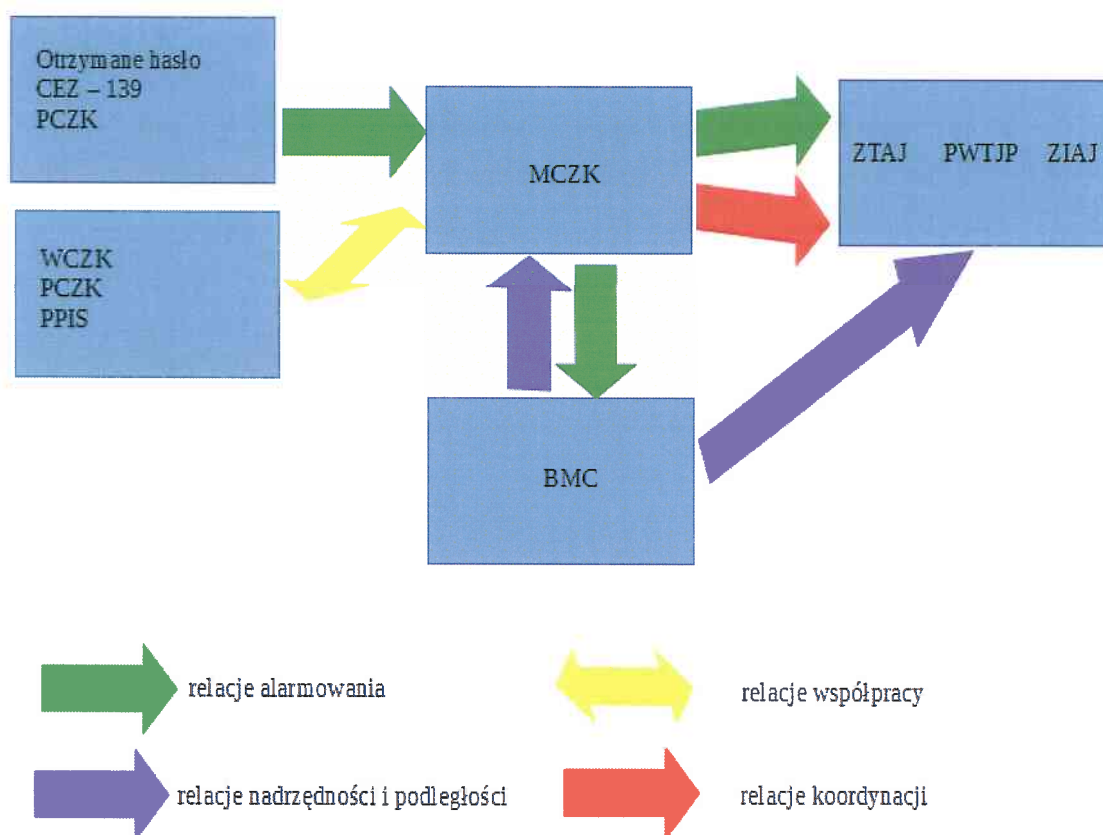 Otrzymane hasło
CEZ – 139
PCZK
WCZK
PCZK
PPIS
MCZK
ZTAJ PWTJP ZIAJ
BMC
relacje alarmowania
relacje współpracy
relacje nadrzędności i podległości
relacje koordynacji